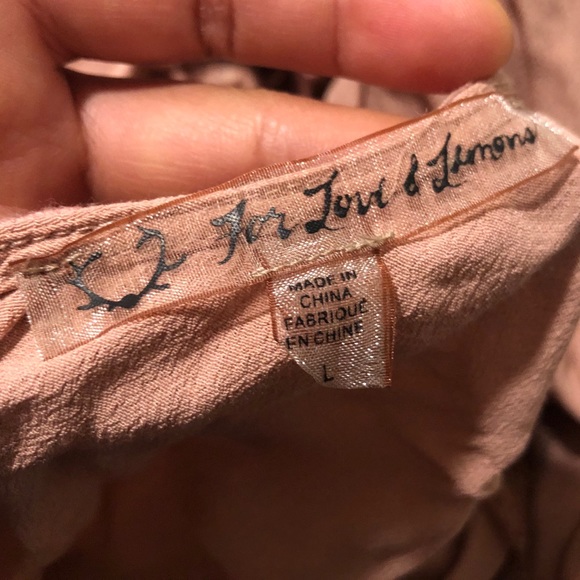 For Love & Lemons
MADE IN
CHINA
FABRIQUÉ
EN CHINE
L